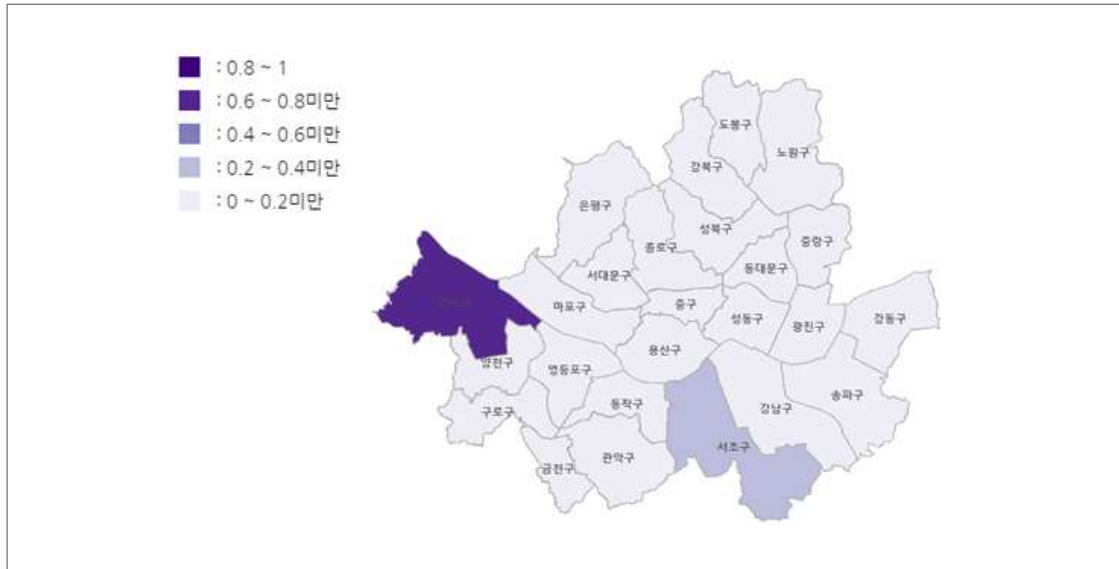 : 0.8 ~ 1
: 0.6 ~ 0.8미만
: 0.4 ~ 0.6미만
: 0.2 ~ 0.4미만
: 0 ~ 0.2미만
도봉구
노원구
강북구
은평구
성북구
중랑구
종로구
동대문구
서대문구
마포구
중구
성동구
광진구
강동구
용산구
양천구
영등포구
송파구
구로구
동작구
강남구
서초구
금천구
관악구